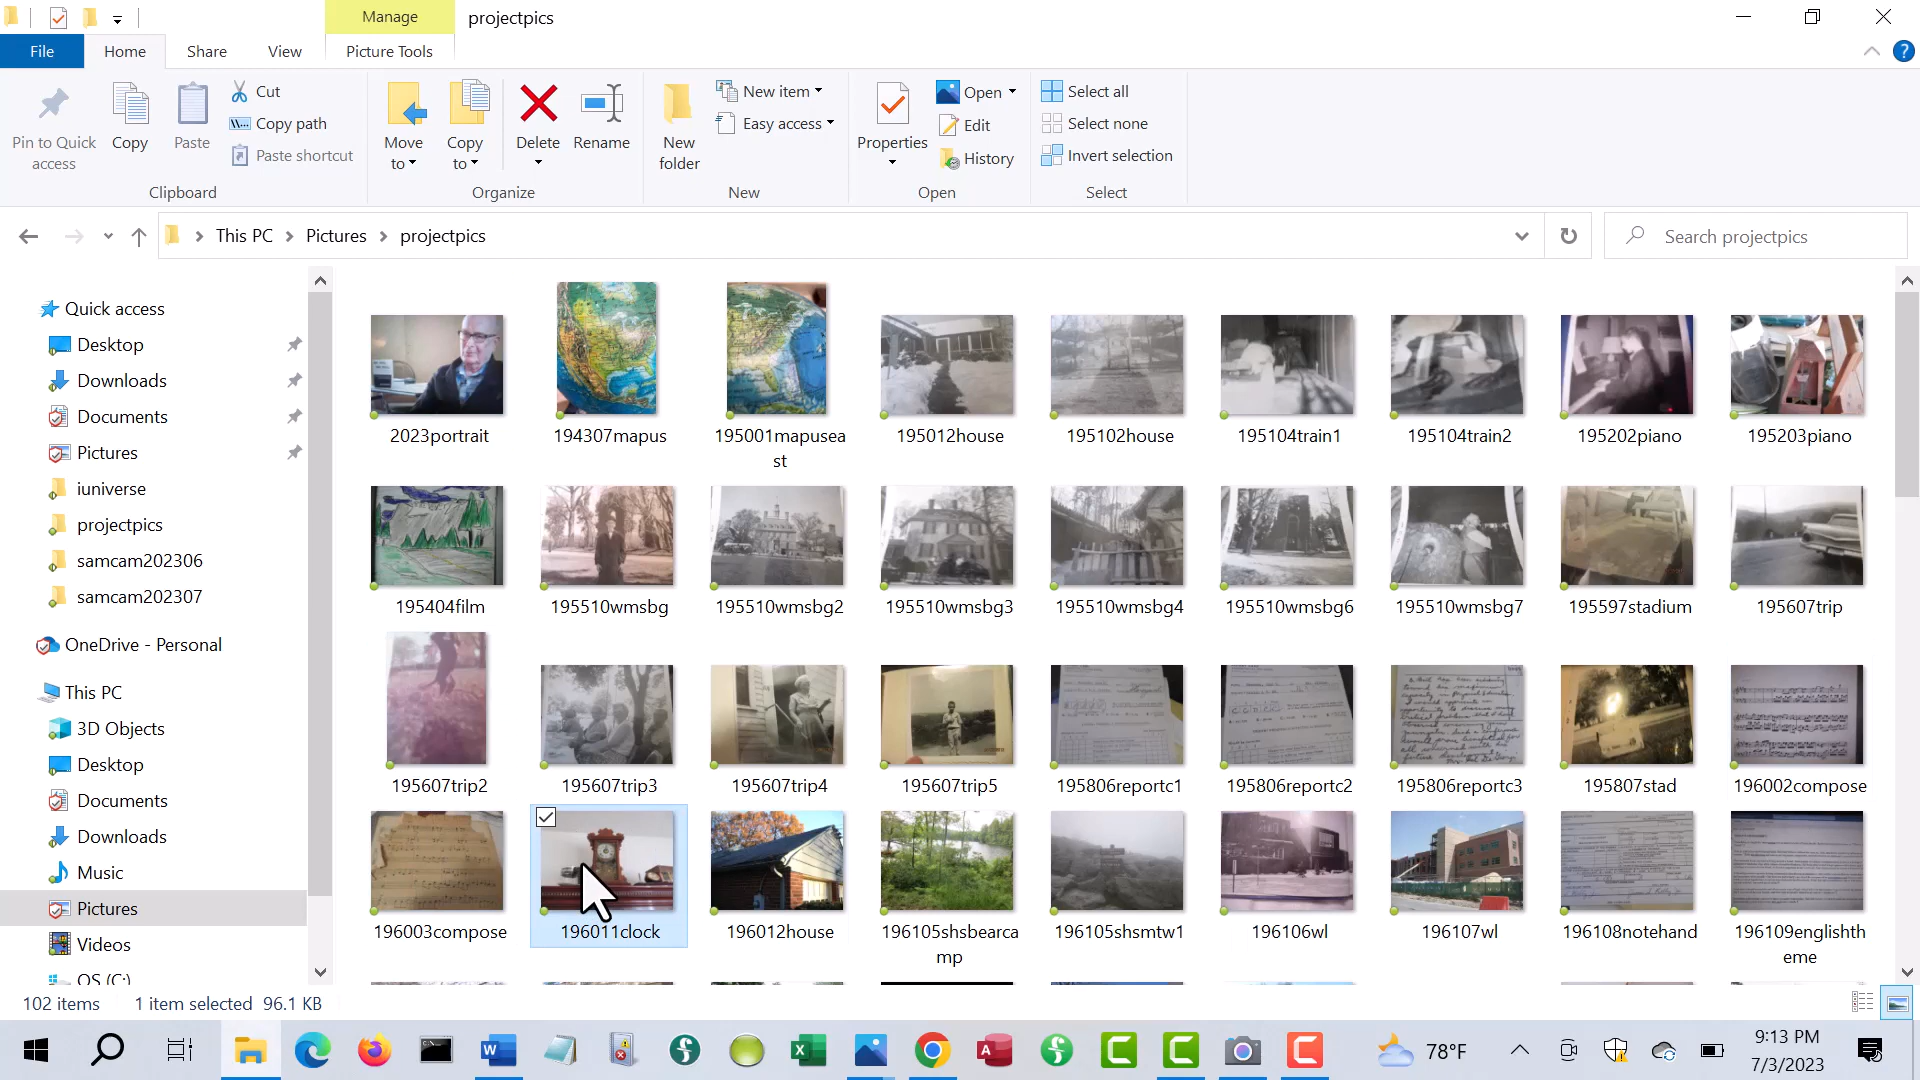 Manage
projectpics
File
Home
Share
View
Picture Tools
Pin to Quick access
Copy
Paste
Cut
Copy path
Paste shortcut
Clipboard
Move to
Copy to
Delete
Rename
Organize
New folder
New item
Easy access
New
Properties
Open
Edit
History
Open
Select all
Select none
Invert selection
Select
This PC
Pictures
projectpics
Search projectpics
Quick access
Desktop
Downloads
Documents
Pictures
iuniverse
projectpics
samcam202306
samcam202307
OneDrive - Personal
This PC
3D Objects
Desktop
Documents
Downloads
Music
Pictures
Videos
OS (C:)
2023portrait
194307mapus
195001mapusea
st
195012house
195102house
195104train1
195104train2
195202piano
195203piano
195404film
195510wmsbg
195510wmsbg2
195510wmsbg3
195510wmsbg4
195510wmsbg6
195510wmsbg7
195597stadium
195607trip
195607trip2
195607trip3
195607trip4
195607trip5
195806reportc1
195806reportc2
195806reportc3
195807stad
196002compose
196003compose
196011clock
196012house
196105shsbearca
mp
196105shsmtw1
196106wl
196107wl
196108notehand
196109englishth
eme
102 items
1 item selected 96.1 KB
78°F
9:13 PM
7/3/2023